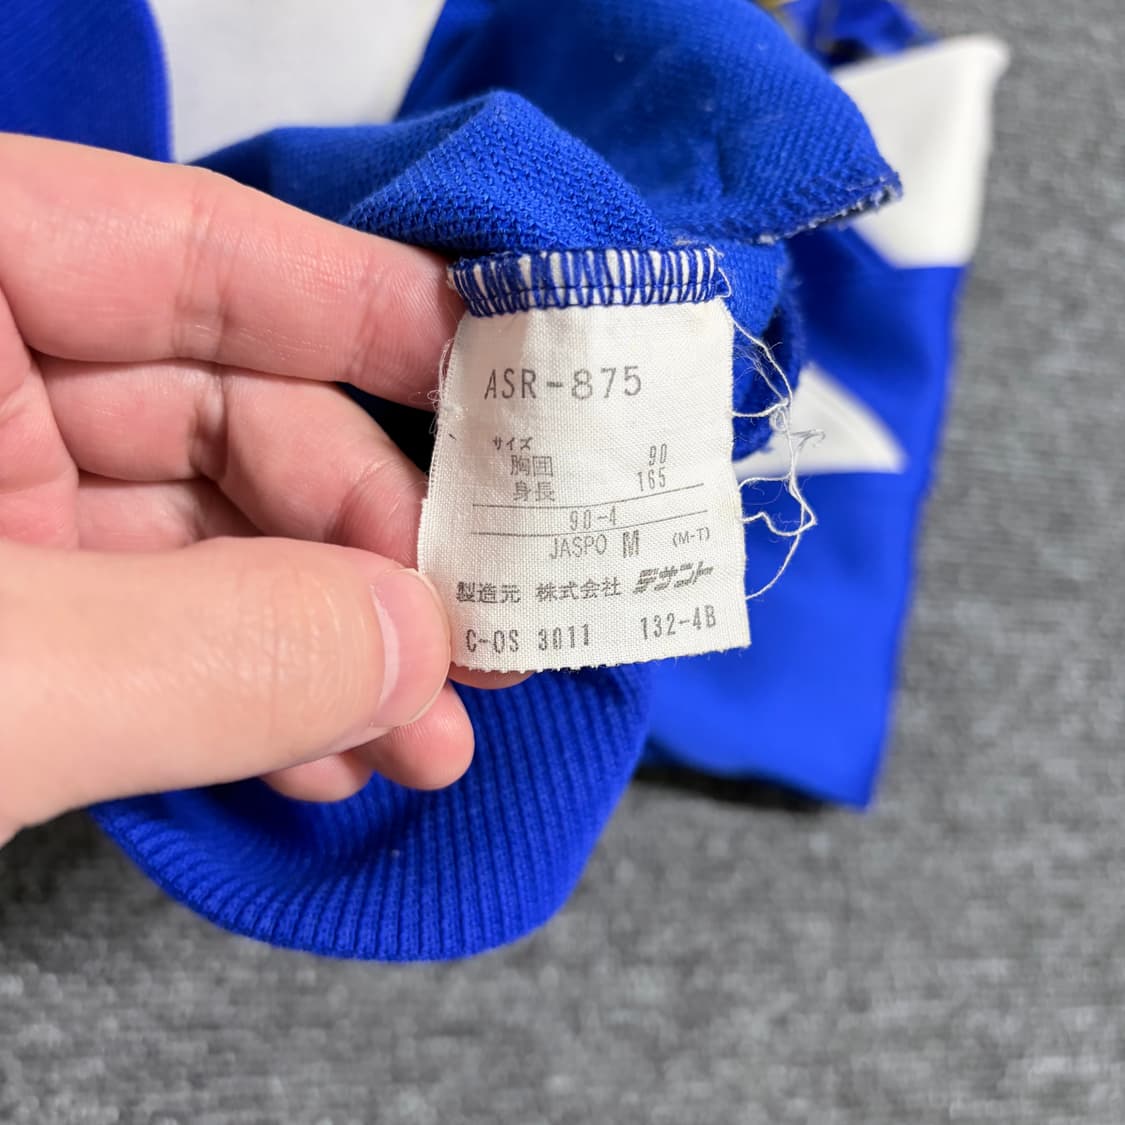 ASR-875
サイズ
胸囲 90
身長 165
90-4
JASPO M (M-T)
製造元 株式会社 デサント
C-OS 3011 132-4B